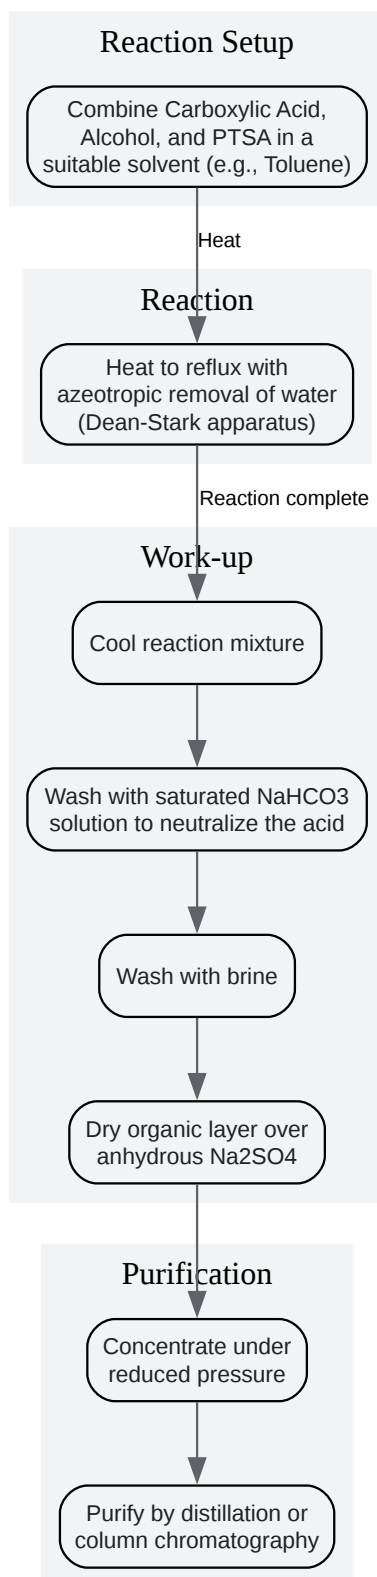 Reaction Setup
Combine Carboxylic Acid,
Alcohol, and PTSA in a
suitable solvent (e.g., Toluene)
Heat
Reaction
Heat to reflux with
azeotropic removal of water
(Dean-Stark apparatus)
Reaction complete
Work-up
Cool reaction mixture
Wash with saturated NaHCO3
solution to neutralize the acid
Wash with brine
Dry organic layer over
anhydrous Na2SO4
Purification
Concentrate under
reduced pressure
Purify by distillation or
column chromatography